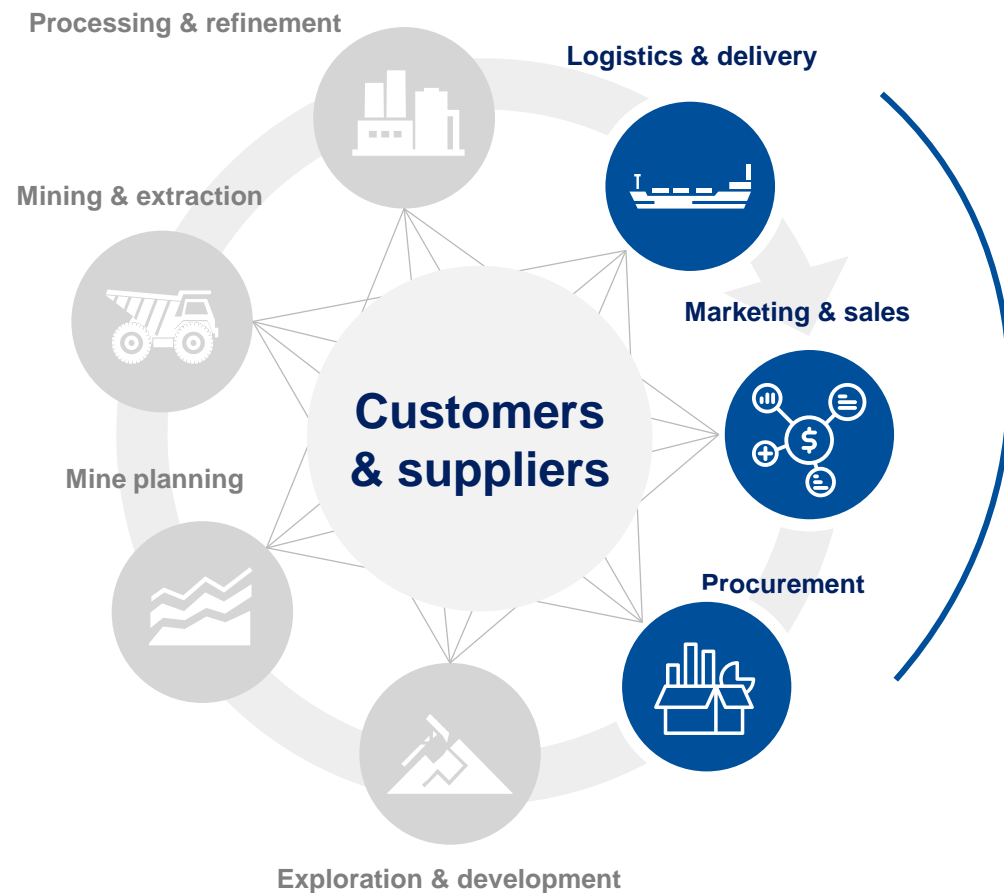 Processing & refinement
Logistics & delivery
Mining & extraction
Marketing & sales
Customers
& suppliers
Mine planning
Procurement
Exploration & development
$